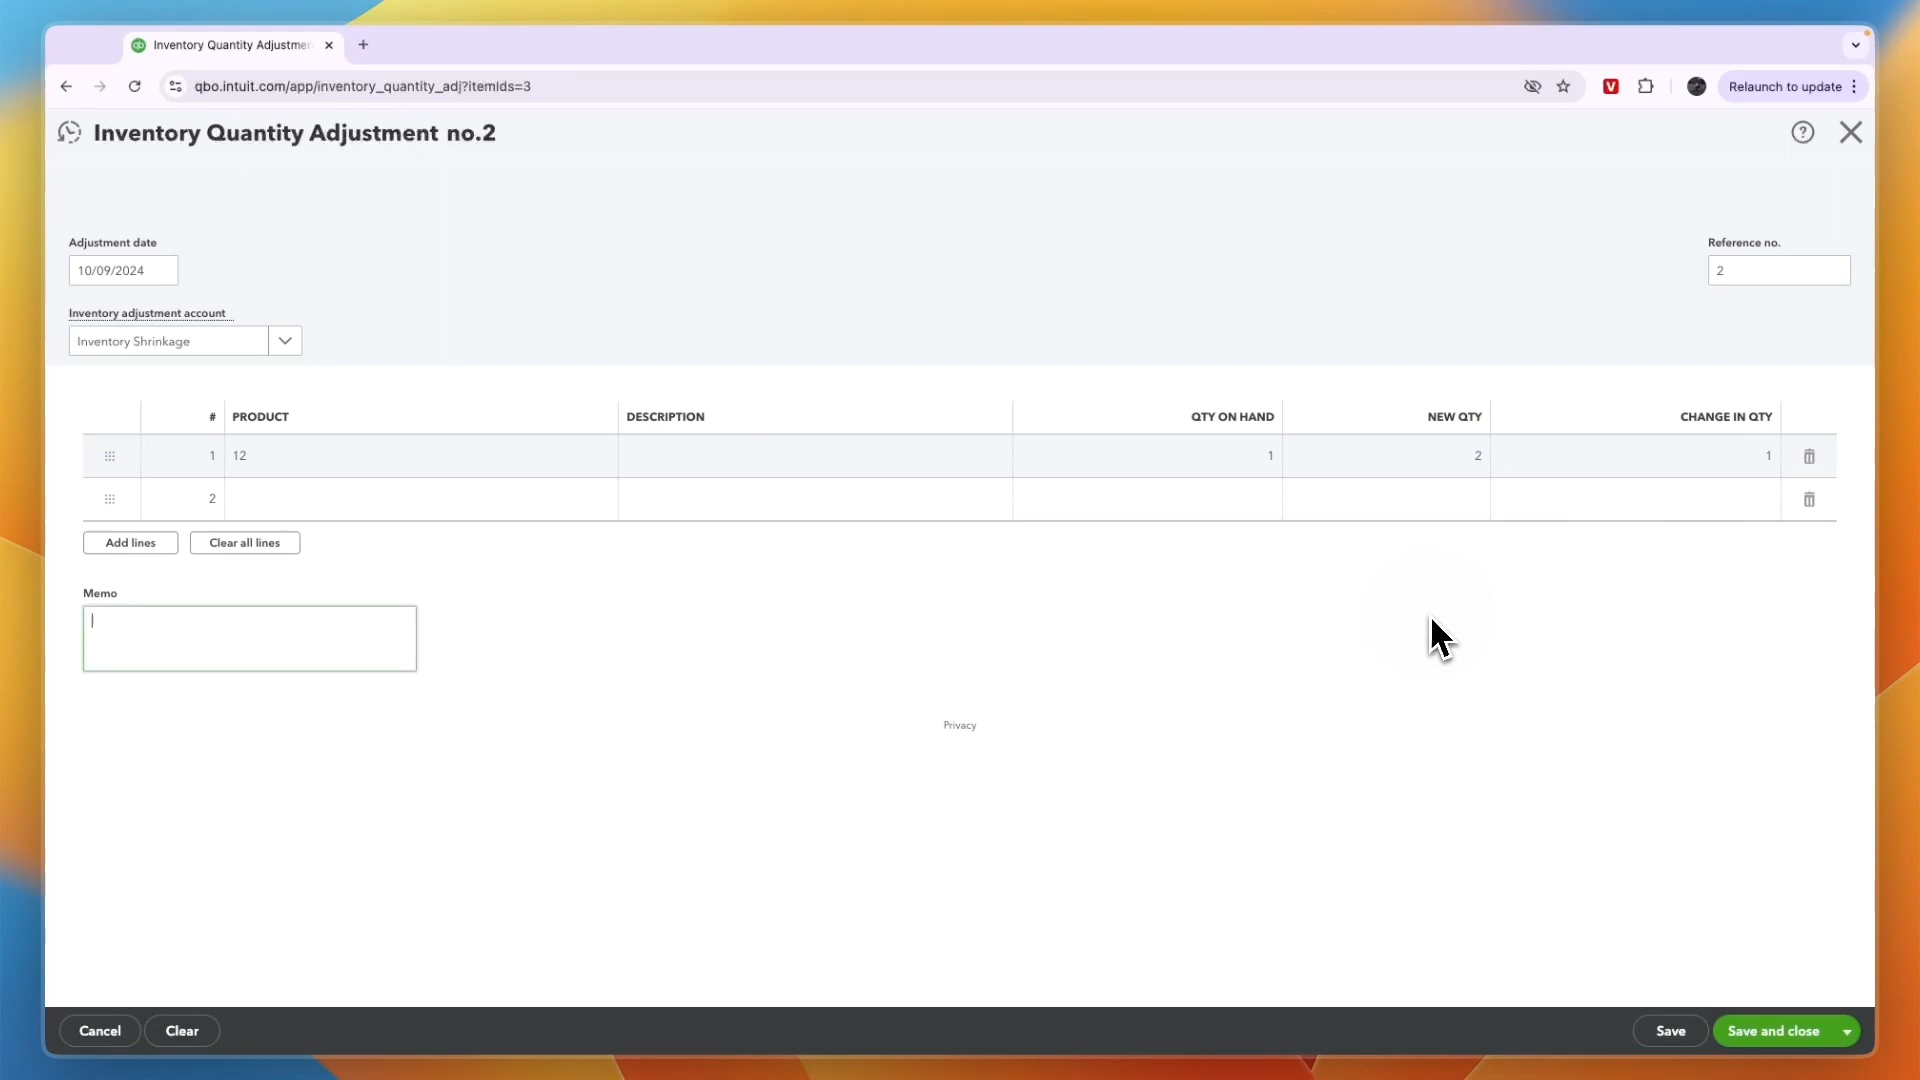 Inventory Quantity Adjustmen
qbo.intuit.com/app/inventory_quantity_adj?itemIds=3
V
Relaunch to update
Inventory Quantity Adjustment no.2
Adjustment date
10/09/2024
Reference no.
2
Inventory adjustment account
Inventory Shrinkage
# PRODUCT DESCRIPTION QTY ON HAND NEW QTY CHANGE IN QTY
1 12 1 2 1
2
Add lines Clear all lines
Memo
Privacy
Cancel Clear Save Save and close